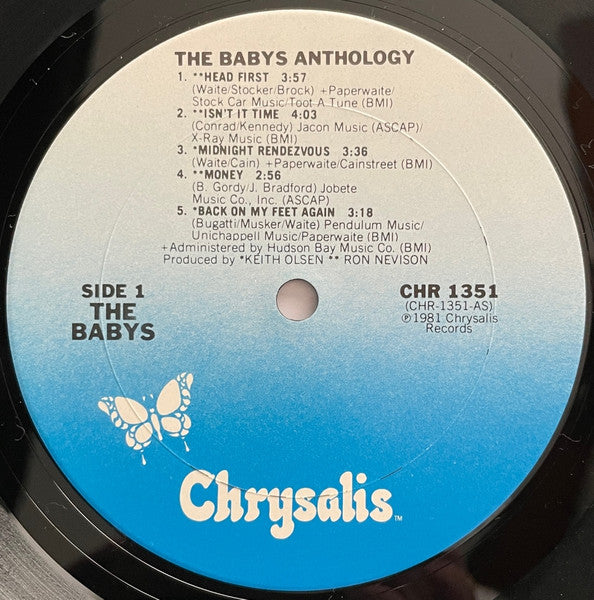 THE BABYS ANTHOLOGY
1. **HEAD FIRST 3:57
(Waite/Stocker/Brock) +Paperwaite/
Stock Car Music/Toot A Tune (BMI)
2. **ISN'T IT TIME 4:03
(Conrad/Kennedy) Jacon Music (ASCAP)/
X-Ray Music (BMI)
3. *MIDNIGHT RENDEZVOUS 3:36
(Waite/Cain) +Paperwaite/Cainstreet (BMI)
4. **MONEY 2:56
(B. Gordy/J. Bradford) Jobete
Music Co., Inc. (ASCAP)
5. *BACK ON MY FEET AGAIN 3:18
(Bugatti/Musker/Waite) Pendulum Music/
Unichappell Music/Paperwaite (BMI)
+Administered by Hudson Bay Music Co. (BMI)
Produced by *KEITH OLSEN ** RON NEVISON
SIDE 1
THE
BABYS
CHR 1351
(CHR-1351-AS)
℗1981 Chrysalis
Records
Chrysalis™